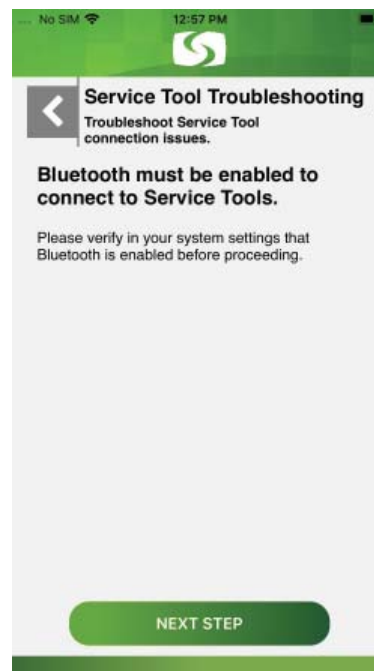 No SIM 12:57 PM
Service Tool Troubleshooting
Troubleshoot Service Tool
connection issues.
Bluetooth must be enabled to
connect to Service Tools.
Please verify in your system settings that
Bluetooth is enabled before proceeding.
NEXT STEP